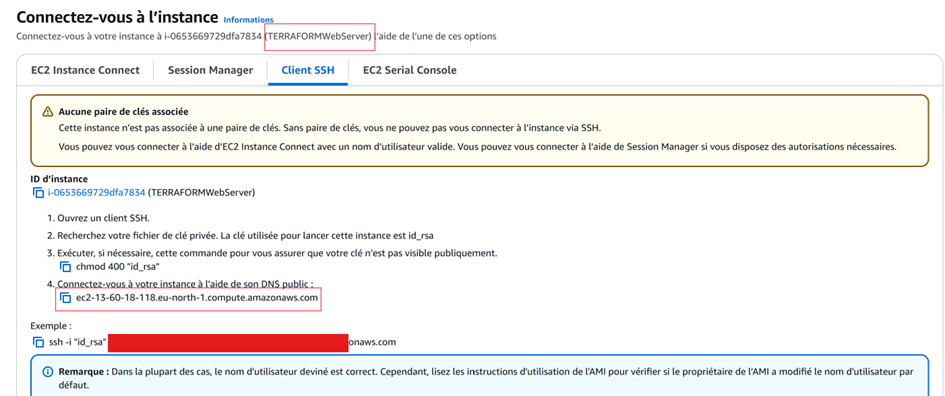 Connectez-vous à l'instance Informations
Connectez-vous à votre instance à i-0653669729dfa7834 (TERRAFORMWebServer) l'aide de l'une de ces options
EC2 Instance Connect Session Manager Client SSH EC2 Serial Console
Aucune paire de clés associée
Cette instance n'est pas associée à une paire de clés. Sans paire de clés, vous ne pouvez pas vous connecter à l'instance via SSH.
Vous pouvez vous connecter à l'aide d'EC2 Instance Connect avec un nom d'utilisateur valide. Vous pouvez vous connecter à l'aide de Session Manager si vous disposez des autorisations nécessaires.
ID d'instance
i-0653669729dfa7834 (TERRAFORMWebServer)
1. Ouvrez un client SSH.
2. Recherchez votre fichier de clé privée. La clé utilisée pour lancer cette instance est id_rsa
3. Exécuter, si nécessaire, cette commande pour vous assurer que votre clé n'est pas visible publiquement.
chmod 400 "id_rsa"
4. Connectez-vous à votre instance à l'aide de son DNS public :
ec2-13-60-18-118.eu-north-1.compute.amazonaws.com
Exemple :
ssh -i "id_rsa" onaws.com
Remarque : Dans la plupart des cas, le nom d'utilisateur deviné est correct. Cependant, lisez les instructions d'utilisation de l'AMI pour vérifier si le propriétaire de l'AMI a modifié le nom d'utilisateur par
défaut.